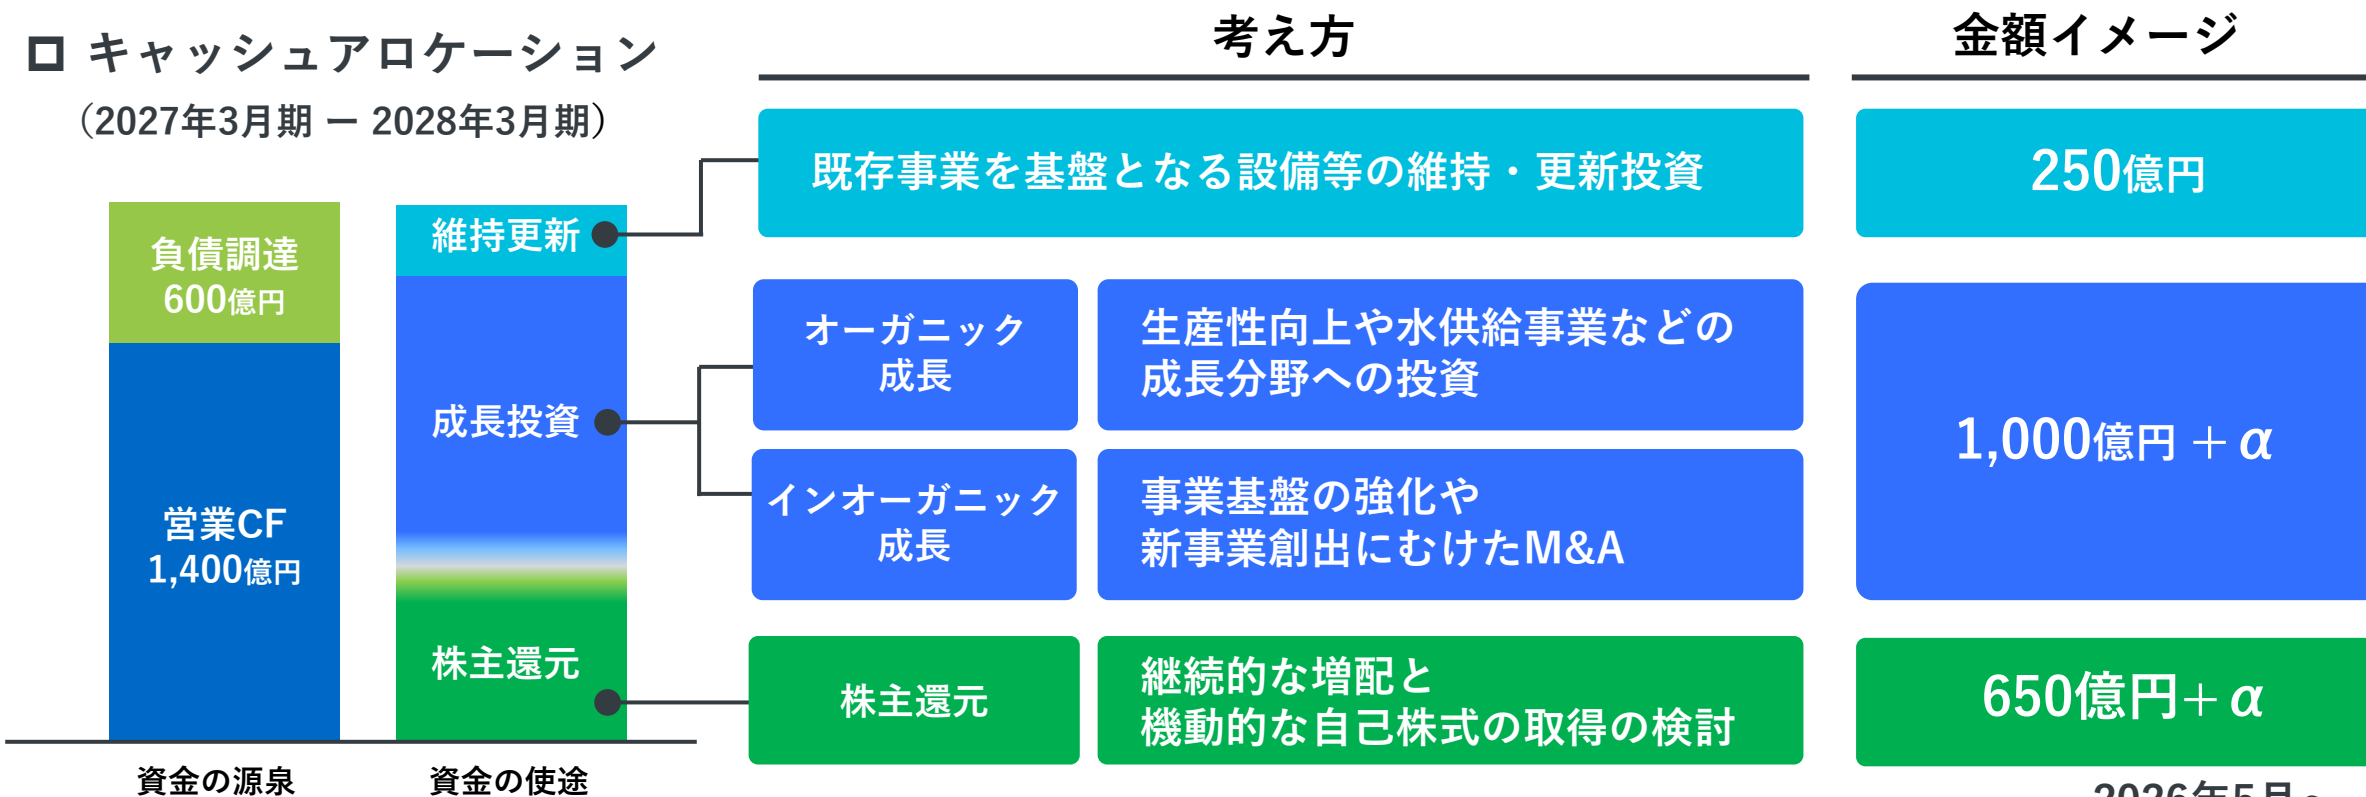 キャッシュアロケーション
（2027年3月期 ー 2028年3月期）
考え方
金額イメージ
既存事業を基盤となる設備等の維持・更新投資
250億円
維持更新
負債調達
600億円
オーガニック
成長
生産性向上や水供給事業などの
成長分野への投資
成長投資
1,000億円 ＋α
インオーガニック
成長
事業基盤の強化や
新事業創出にむけたM&A
営業CF
1,400億円
株主還元
株主還元
継続的な増配と
機動的な自己株式の取得の検討
650億円＋α
資金の源泉
資金の使途
2026年5月